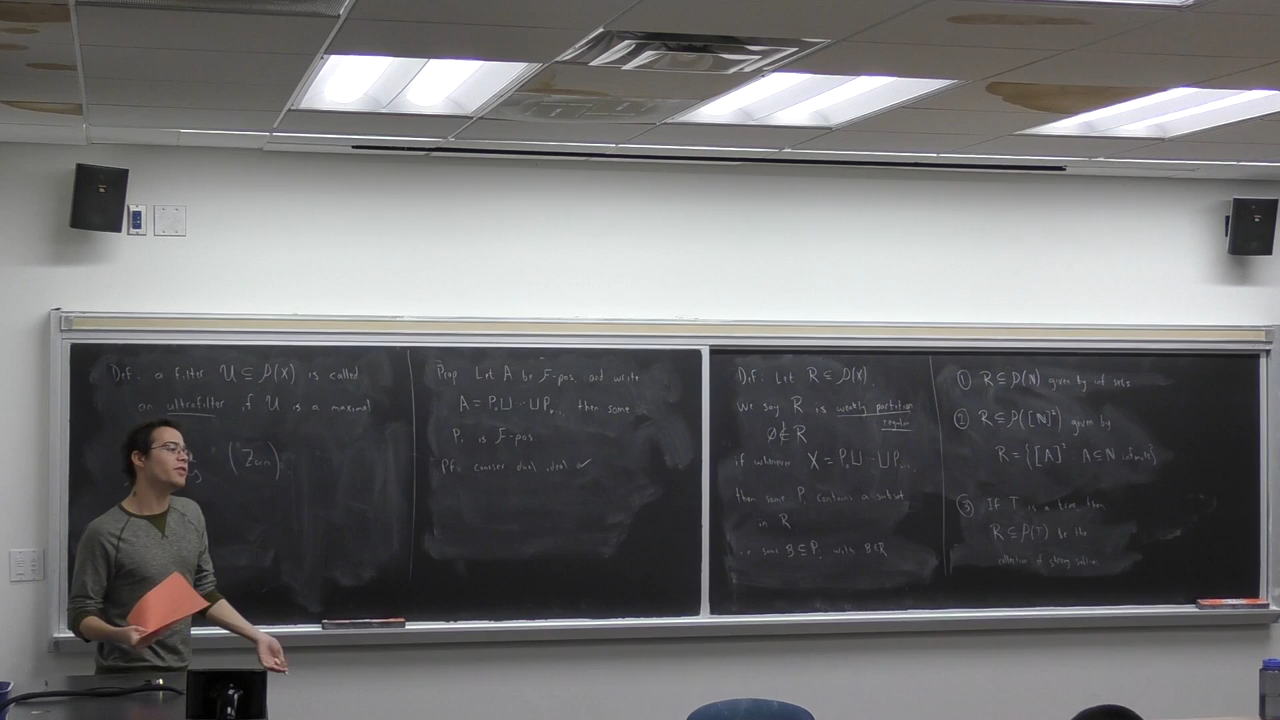 Def: a filter U ⊆ P(X) is called
an ultrafilter if U is a maximal
(Zorn)
Prop Let A be F-pos. and write
A = P₀ ⊔ ··· ⊔ Pₙ₋₁, then some
Pᵢ is F-pos.
Pf: consider dual ideal ✓
Def: Let R ⊆ P(X).
We say R is weakly partition
regular
∅ ∉ R
if whenever X = P₀ ⊔ ··· ⊔ Pₙ₋₁
then some Pᵢ contains a subset
in R
i.e. some B ⊆ Pᵢ with B ∈ R
① R ⊆ P(N) given by inf sets
② R ⊆ P([N]²) given by
R = {[A]² A ⊆ N infinite}
③ If T is a tree then
R ⊆ P(T) be the
collection of strong subtrees